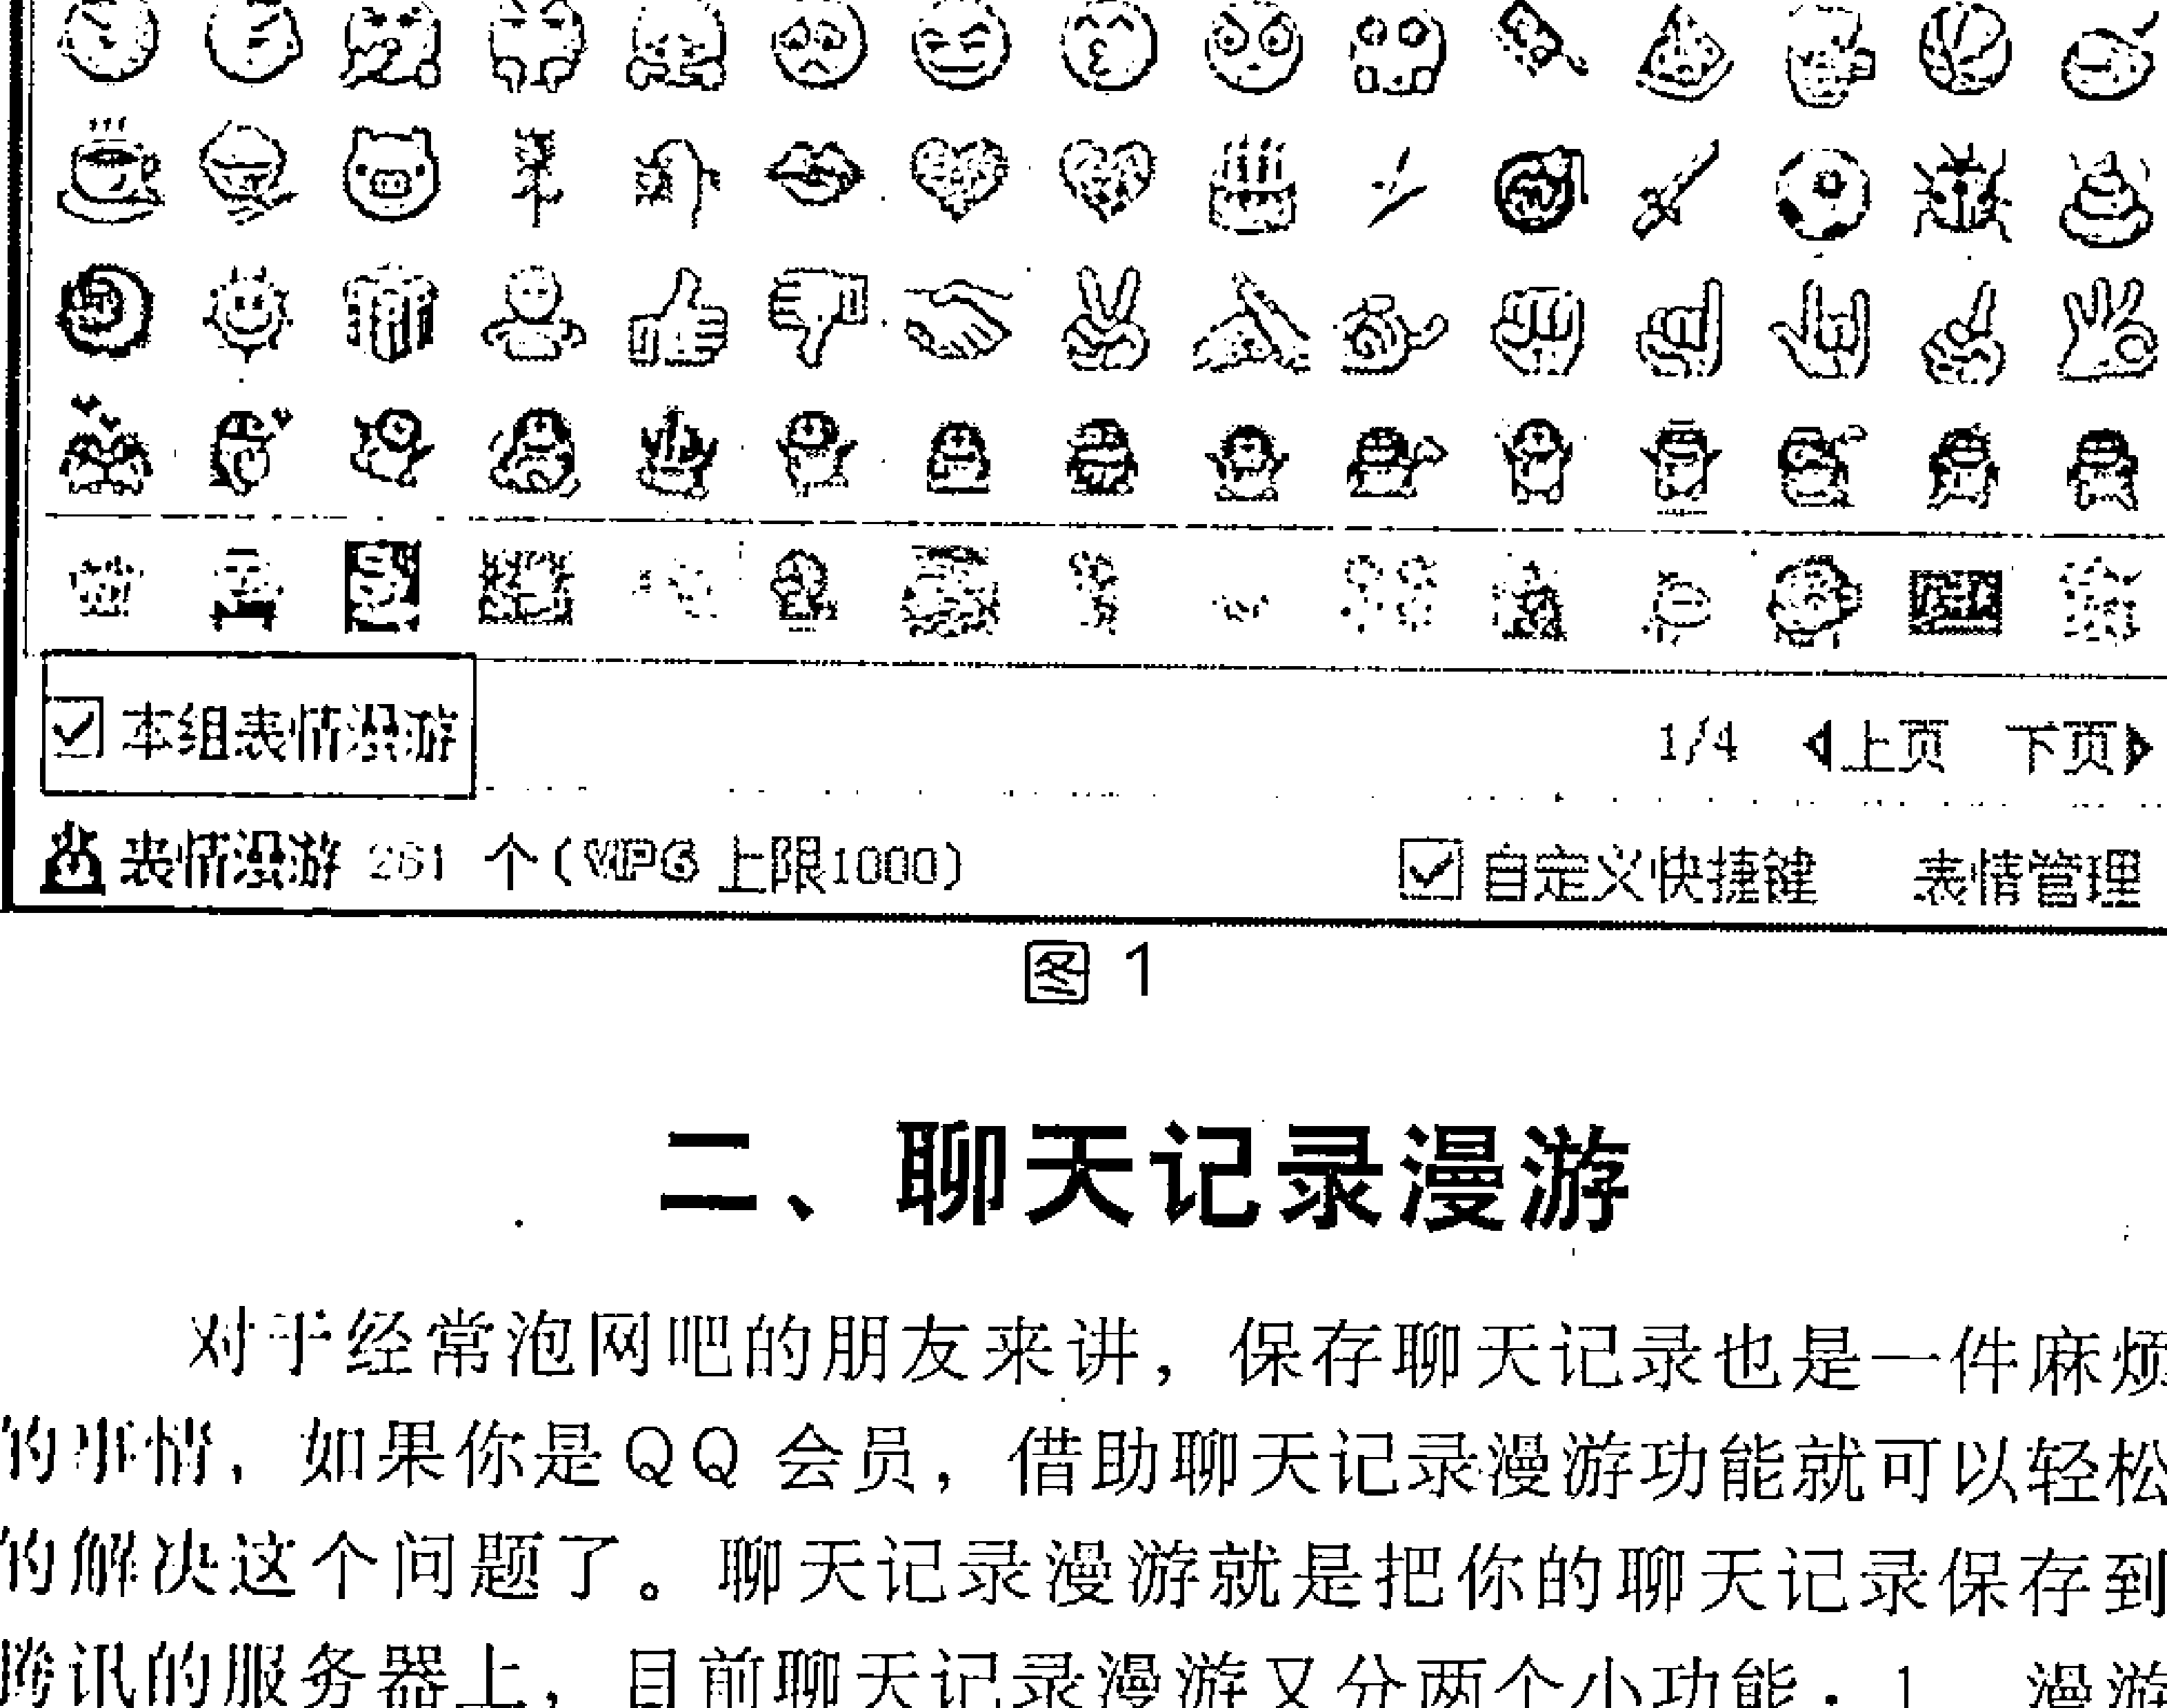 本组表情漫游
1/4 上页 下页
表情漫游 261 个(VIP6 上限1000) 自定义快捷键 表情管理
图 1
二、聊天记录漫游
对于经常泡网吧的朋友来讲，保存聊天记录也是一件麻烦
的事情，如果你是QQ 会员，借助聊天记录漫游功能就可以轻松
的解决这个问题了。聊天记录漫游就是把你的聊天记录保存到
腾讯的服务器上，目前聊天记录漫游又分两个小功能：1 漫游